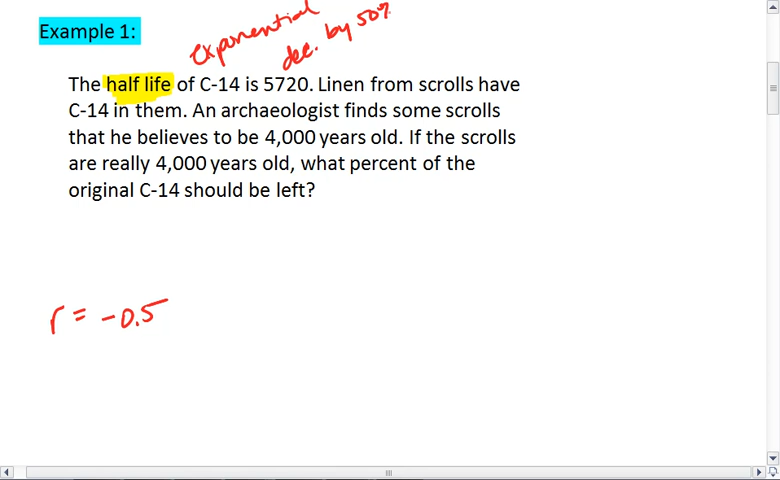 Example 1:
exponential
dec. by 50%
The half life of C-14 is 5720. Linen from scrolls have
C-14 in them. An archaeologist finds some scrolls
that he believes to be 4,000 years old. If the scrolls
are really 4,000 years old, what percent of the
original C-14 should be left?
r = -0.5